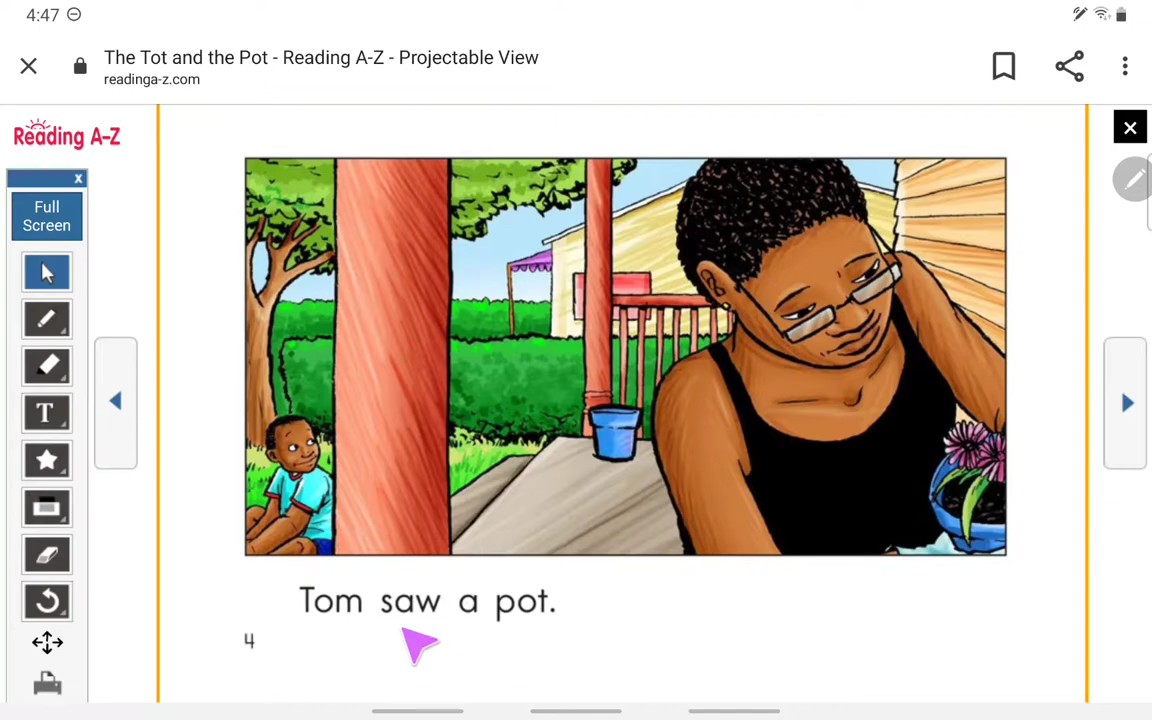 4:47
The Tot and the Pot - Reading A-Z - Projectable View
readinga-z.com
Reading A-Z
x
Full
Screen
T
Tom saw a pot.
4